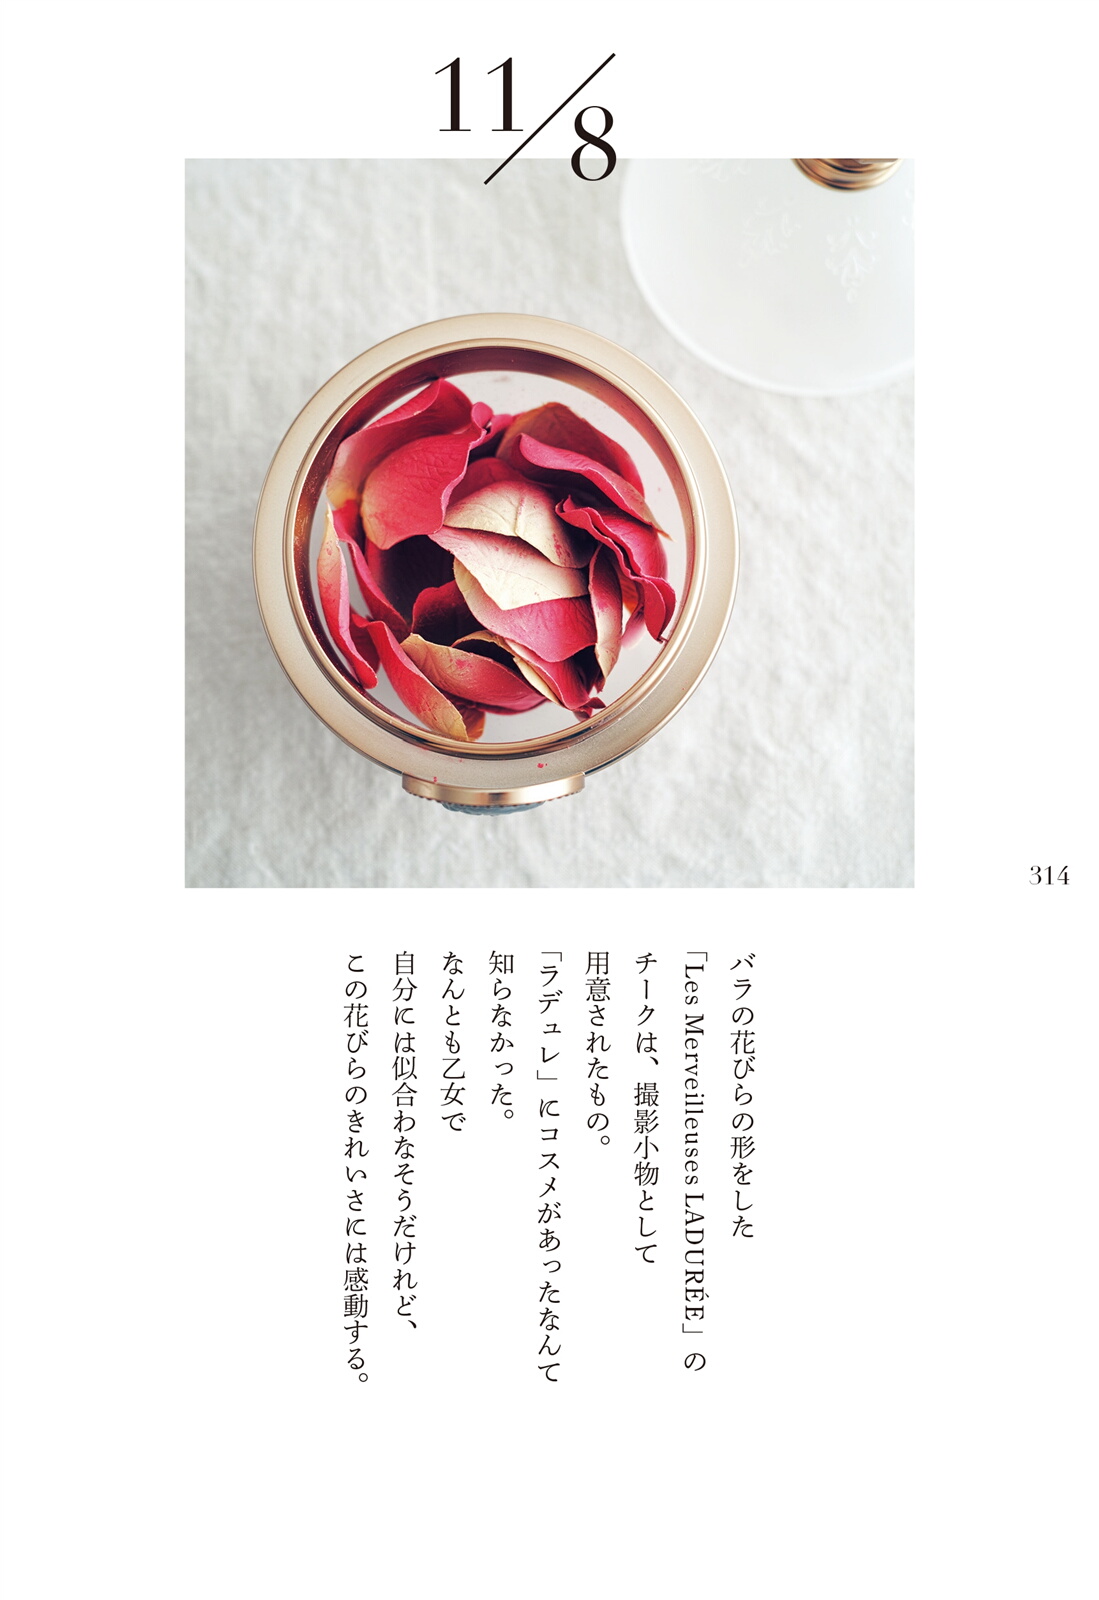 11/8
バラの花びらの形をした
「Les Merveilleuses LADURÉE」の
チークは、撮影小物として
用意されたもの。
「ラデュレ」にコスメがあったなんて
知らなかった。
なんとも乙女で
自分には似合わなそうだけれど、
この花びらのきれいさには感動する。
314